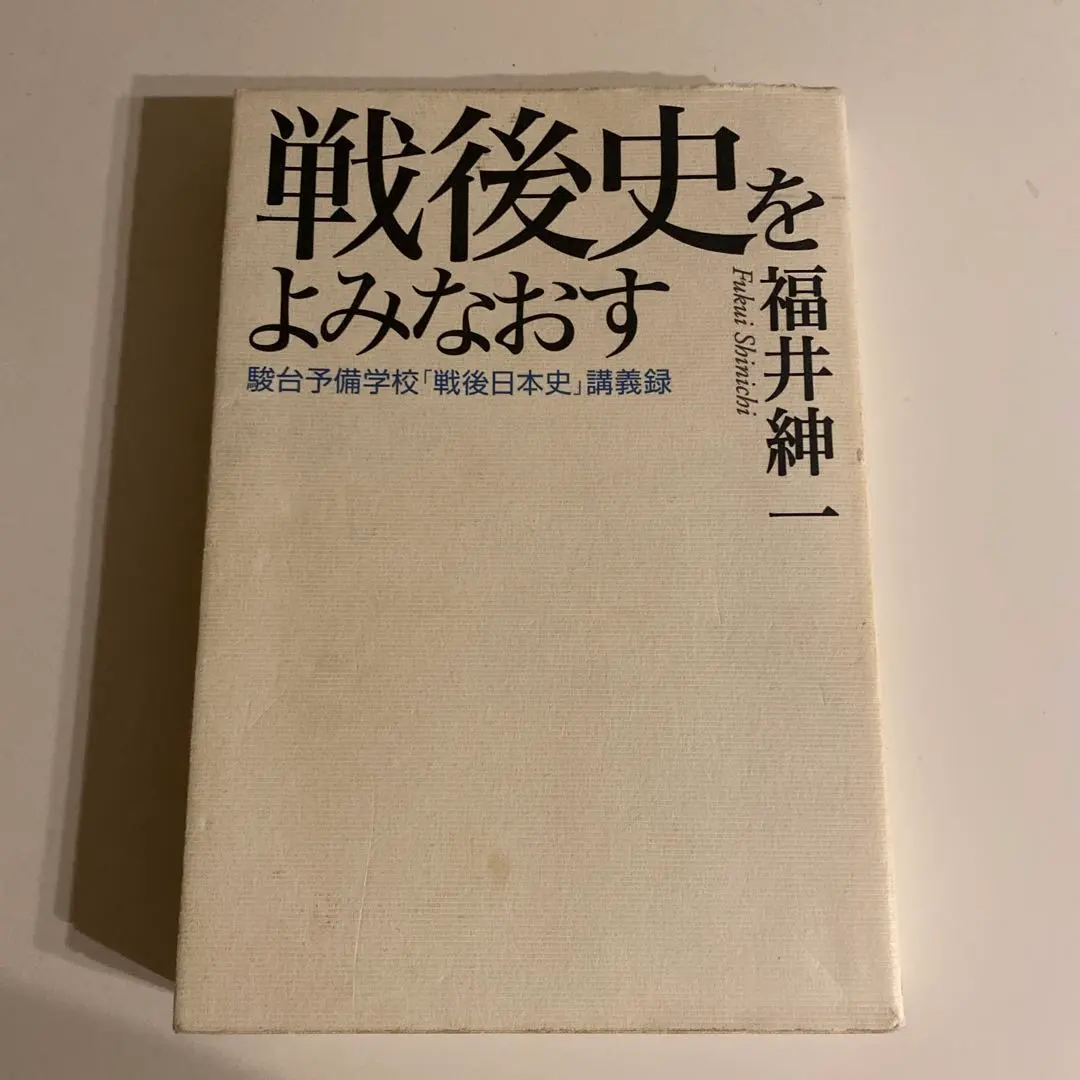 戦後史を
よみなおす
駿台予備学校「戦後日本史」講義録
福井紳一
Fukui Shinichi